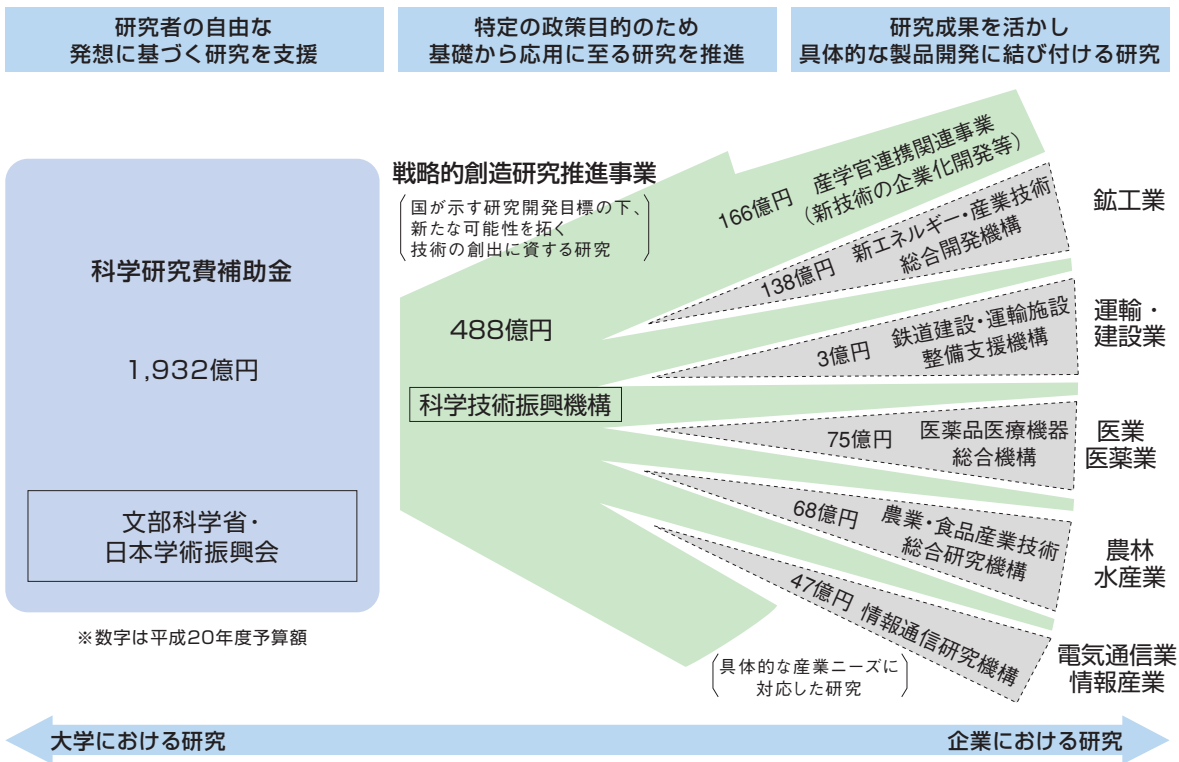 研究者の自由な
発想に基づく研究を支援
特定の政策目的のため
基礎から応用に至る研究を推進
研究成果を活かし
具体的な製品開発に結び付ける研究
科学研究費補助金
1,932億円
文部科学省・
日本学術振興会
※数字は平成20年度予算額
戦略的創造研究推進事業
国が示す研究開発目標の下、
新たな可能性を拓く
技術の創出に資する研究
488億円
科学技術振興機構
166億円 産学官連携関連事業
(新技術の企業化開発等)
138億円 新エネルギー・産業技術
総合開発機構
鉱工業
3億円 鉄道建設・運輸施設
整備支援機構
運輸・
建設業
75億円 医薬品医療機器
総合機構
医業
医薬業
68億円 農業・食品産業技術
総合研究機構
農林
水産業
47億円 情報通信研究機構
電気通信業
情報産業
(具体的な産業ニーズに
対応した研究)
大学における研究
企業における研究